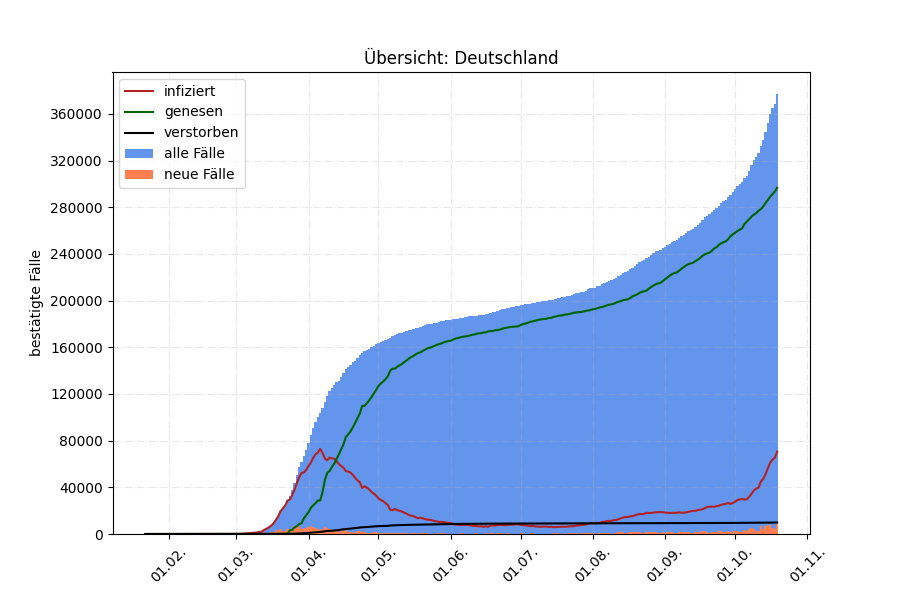 Übersicht: Deutschland
infiziert
genesen
verstorben
alle Fälle
neue Fälle
bestätigte Fälle
360000
320000
280000
240000
200000
160000
120000
80000
40000
0
01.02.
01.03.
01.04.
01.05.
01.06.
01.07.
01.08.
01.09.
01.10.
01.11.